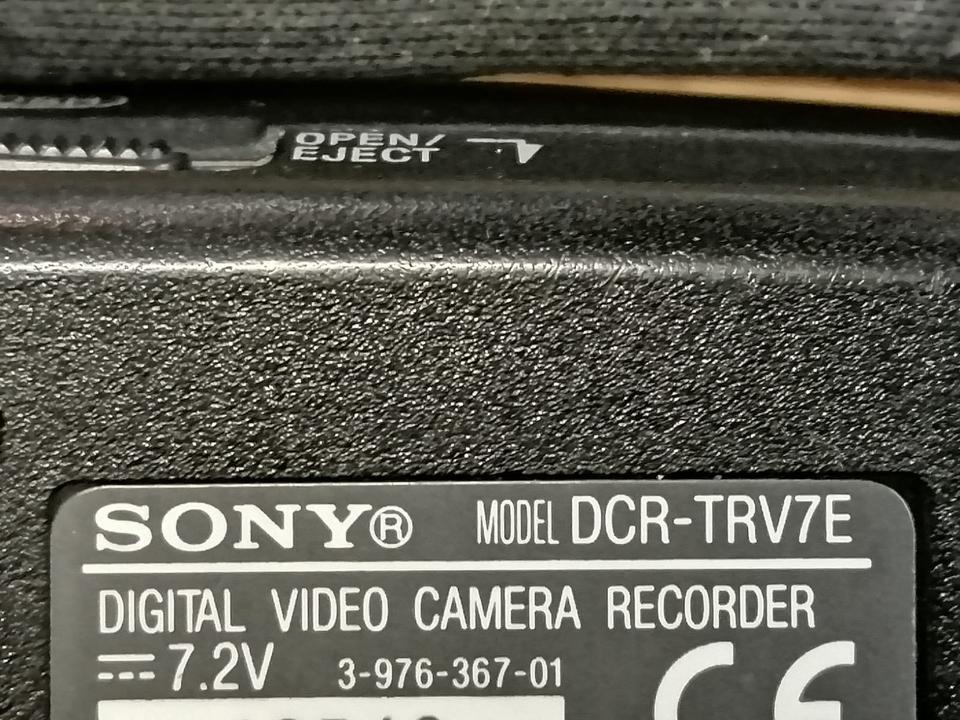 OPEN/
EJECT
SONY® MODEL DCR-TRV7E
DIGITAL VIDEO CAMERA RECORDER
7.2V 3-976-367-01
CE